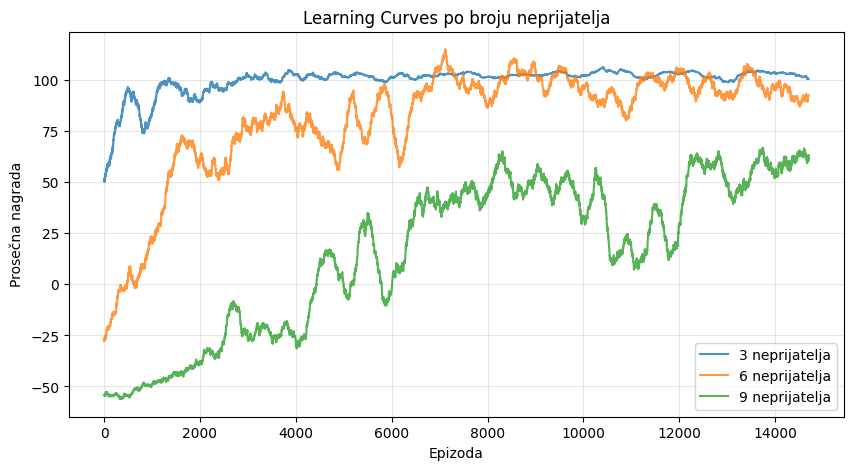 Learning Curves po broju neprijatelja
Prosečna nagrada
100
75
50
25
0
−25
−50
0 2000 4000 6000 8000 10000 12000 14000
Epizoda
3 neprijatelja
6 neprijatelja
9 neprijatelja